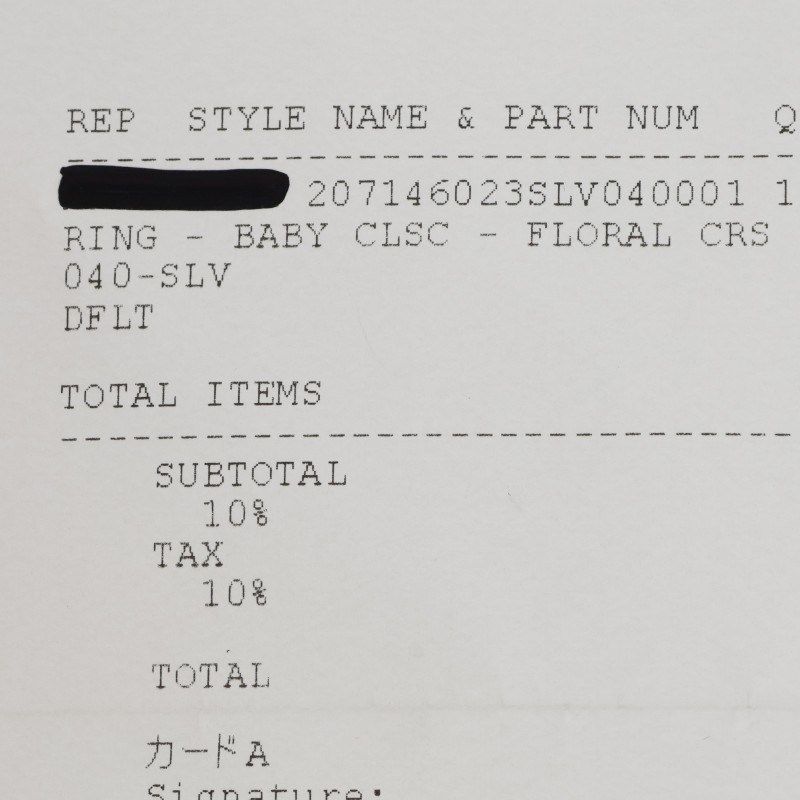 REP STYLE NAME & PART NUM Q
207146023SLV040001 1
RING - BABY CLSC - FLORAL CRS
040-SLV
DFLT
TOTAL ITEMS
SUBTOTAL
10%
TAX
10%
TOTAL
カードA
Signature: